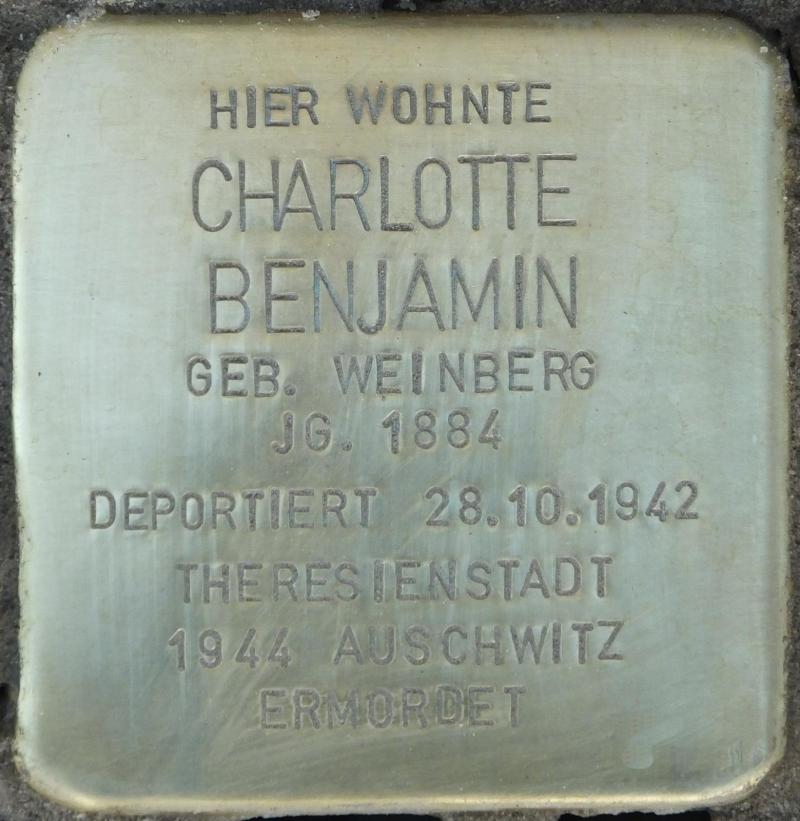 HIER WOHNTE
CHARLOTTE
BENJAMIN
GEB. WEINBERG
JG. 1884
DEPORTIERT 28.10.1942
THERESIENSTADT
1944 AUSCHWITZ
ERMORDET